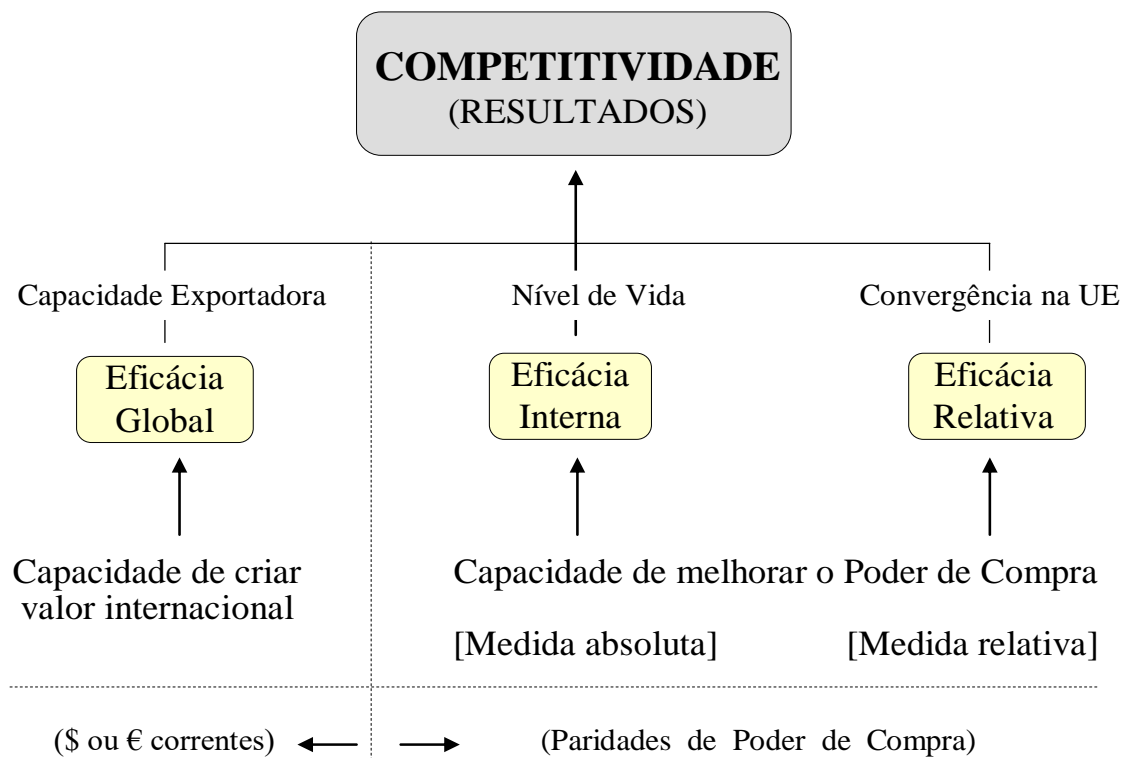 COMPETITIVIDADE
(RESULTADOS)
Capacidade Exportadora
Nível de Vida
Convergência na UE
Eficácia
Global
Eficácia
Interna
Eficácia
Relativa
Capacidade de criar
valor internacional
Capacidade de melhorar o Poder de Compra
[Medida absoluta]
[Medida relativa]
($ ou € correntes)
(Paridades de Poder de Compra)